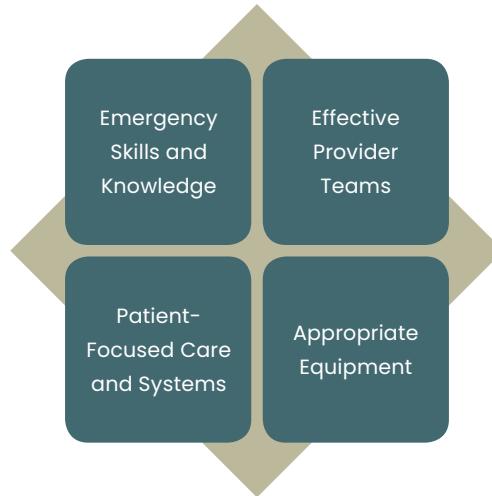 Emergency
Skills and
Knowledge
Effective
Provider
Teams
Patient-
Focused Care
and Systems
Appropriate
Equipment